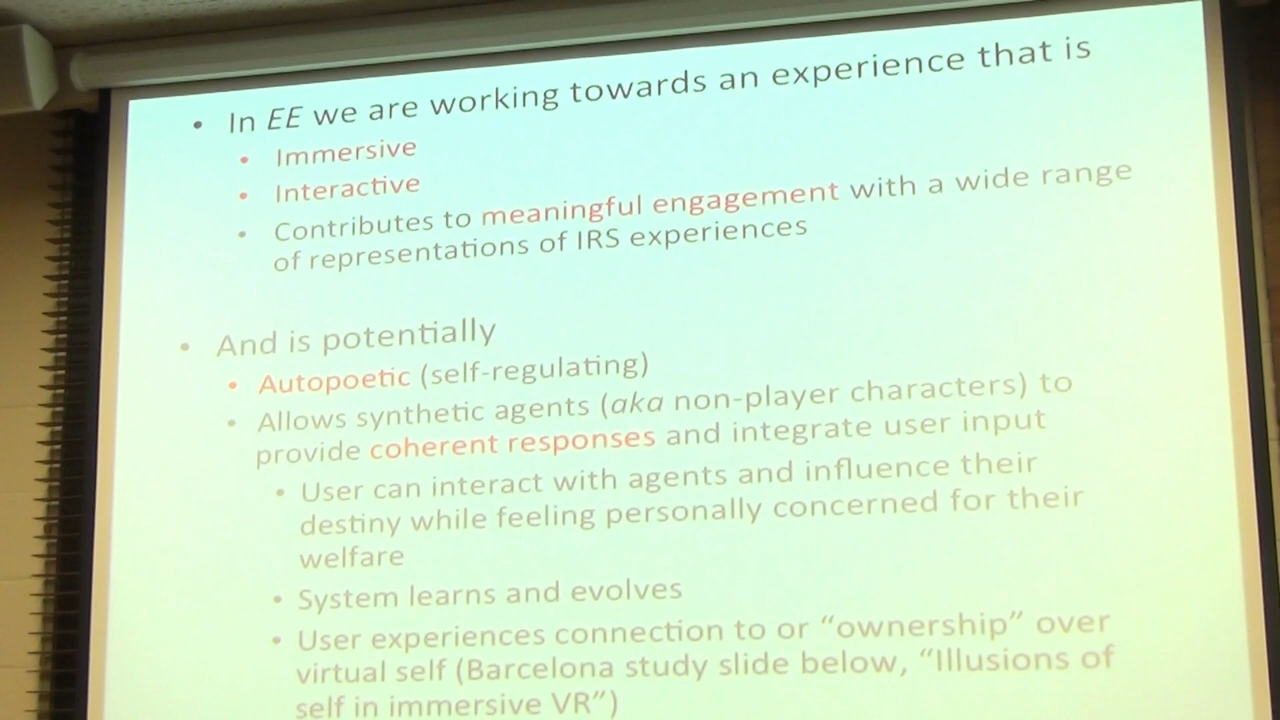 • In EE we are working towards an experience that is
• Immersive
• Interactive
• Contributes to meaningful engagement with a wide range
of representations of IRS experiences
• And is potentially
• Autopoetic (self-regulating)
• Allows synthetic agents (aka non-player characters) to
provide coherent responses and integrate user input
• User can interact with agents and influence their
destiny while feeling personally concerned for their
welfare
• System learns and evolves
• User experiences connection to or “ownership” over
virtual self (Barcelona study slide below, “Illusions of
self in immersive VR”)